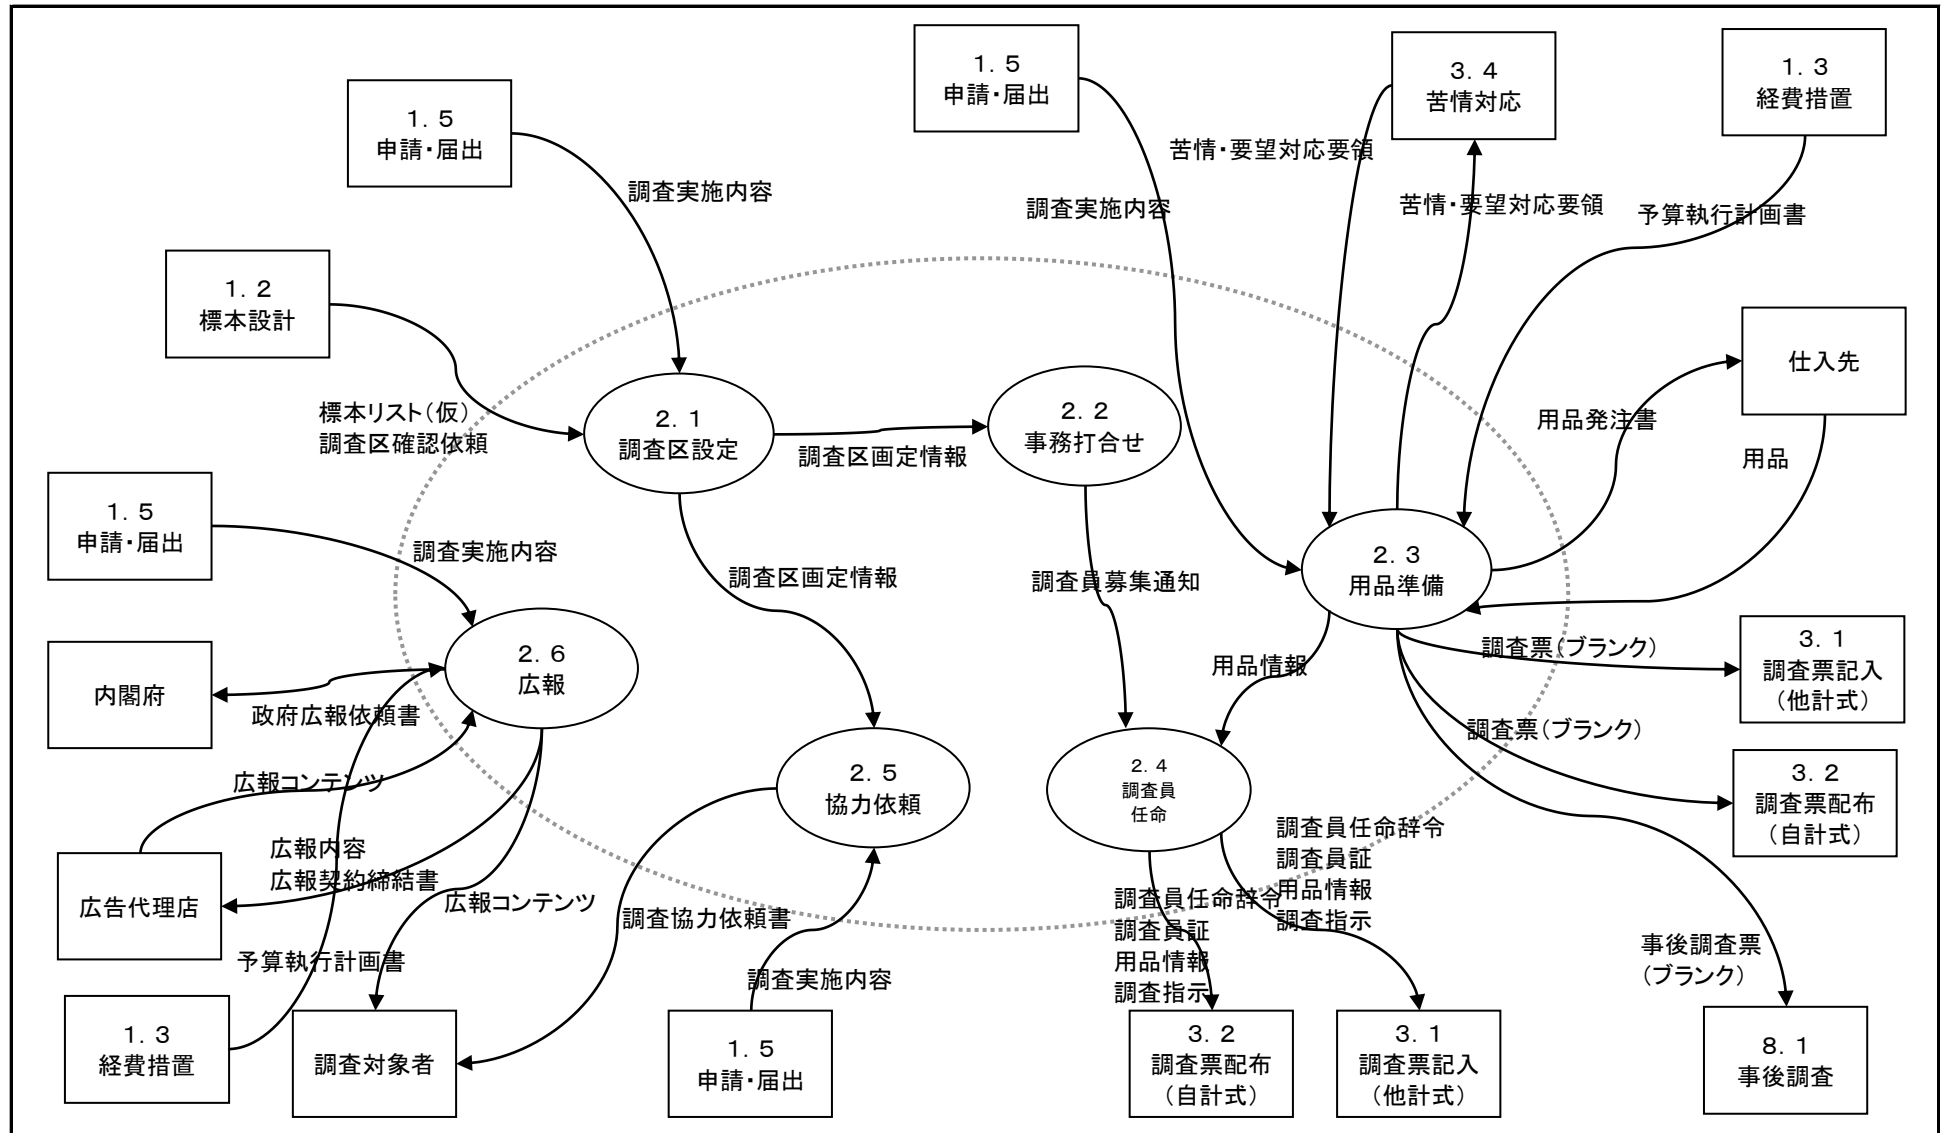 １．５
申請・届出
３．４
苦情対応
１．３
経費措置
１．５
申請・届出
苦情・要望対応要領
調査実施内容
調査実施内容
苦情・要望対応要領
予算執行計画書
１．２
標本設計
仕入先
標本リスト（仮）
調査区確認依頼
２．１
調査区設定
２．２
事務打合せ
調査区画定情報
用品発注書
用品
１．５
申請・届出
調査実施内容
調査区画定情報
調査員募集通知
２．３
用品準備
２．６
広報
内閣府
政府広報依頼書
用品情報
調査票（ブランク）
３．１
調査票記入
（他計式）
調査票（ブランク）
広報コンテンツ
２．５
協力依頼
２．４
調査員
任命
３．２
調査票配布
（自計式）
広報内容
広報契約締結書
広告代理店
広報コンテンツ
調査協力依頼書
調査員任命辞令
調査員証
用品情報
調査指示
調査員任命辞令
調査員証
用品情報
調査指示
予算執行計画書
調査実施内容
事後調査票
（ブランク）
１．３
経費措置
調査対象者
１．５
申請・届出
３．２
調査票配布
（自計式）
３．１
調査票記入
（他計式）
８．１
事後調査